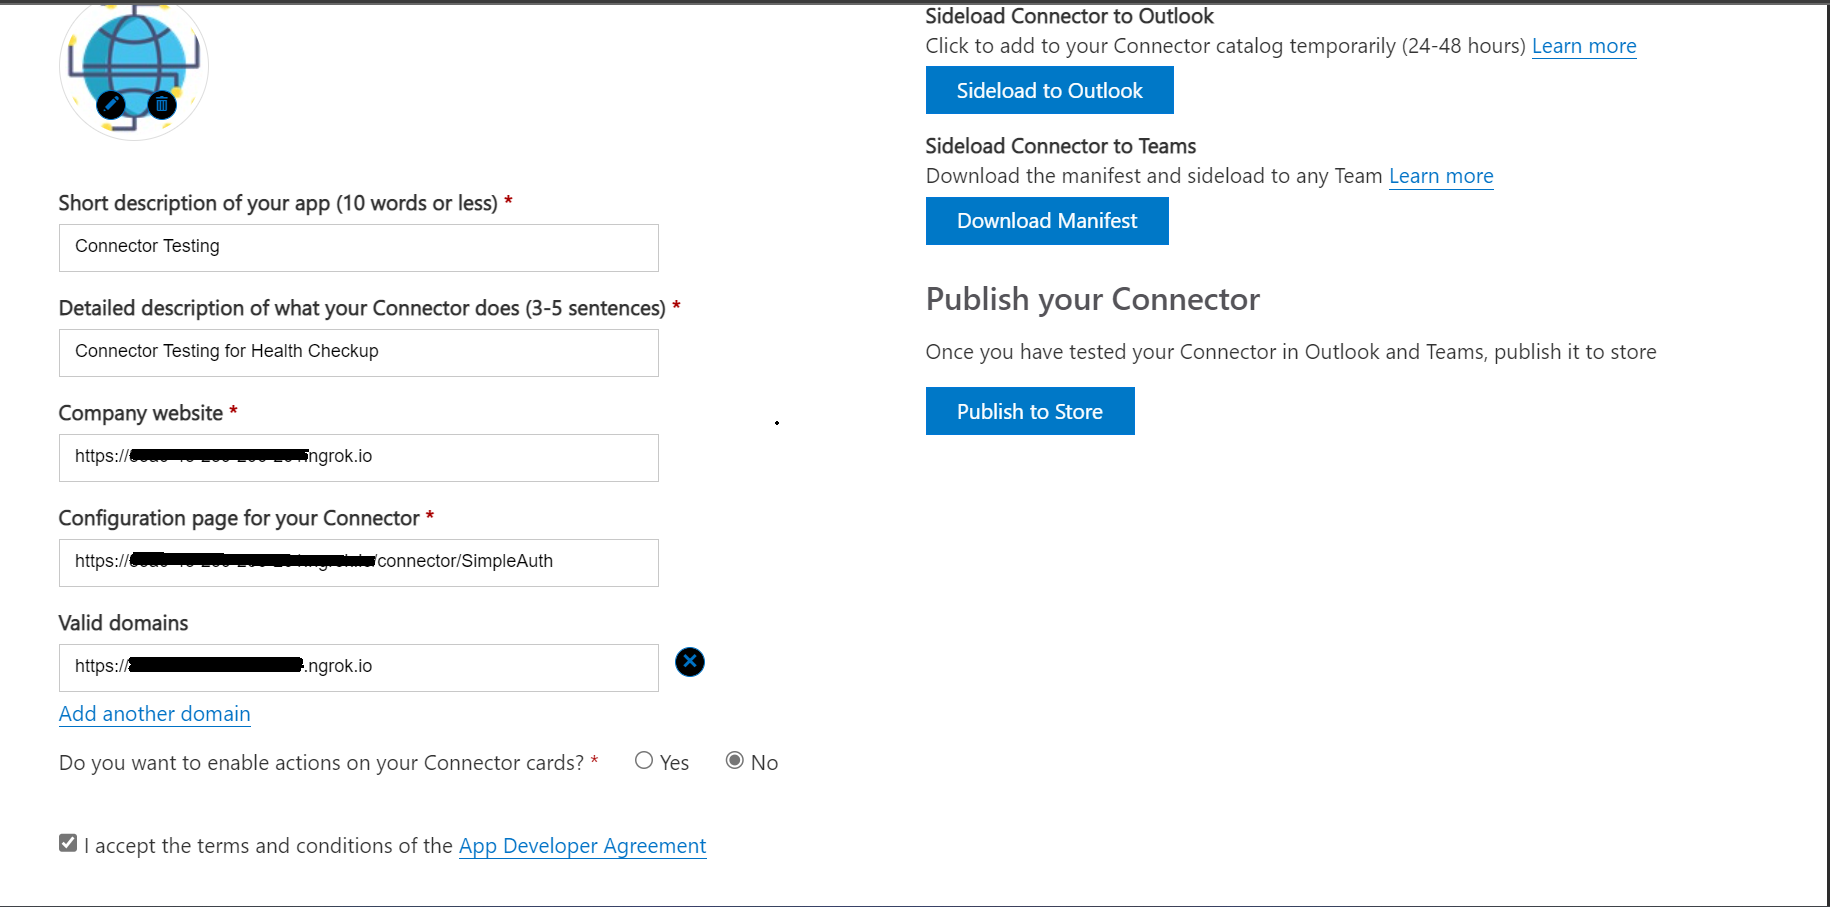 Short description of your app (10 words or less) *
Connector Testing
Detailed description of what your Connector does (3-5 sentences) *
Connector Testing for Health Checkup
Company website *
https:// ngrok.io
Configuration page for your Connector *
https:// /connector/SimpleAuth
Valid domains
https:// .ngrok.io
Add another domain
Do you want to enable actions on your Connector cards? * Yes No
I accept the terms and conditions of the App Developer Agreement
Sideload Connector to Outlook
Click to add to your Connector catalog temporarily (24-48 hours) Learn more
Sideload to Outlook
Sideload Connector to Teams
Download the manifest and sideload to any Team Learn more
Download Manifest
Publish your Connector
Once you have tested your Connector in Outlook and Teams, publish it to store
Publish to Store